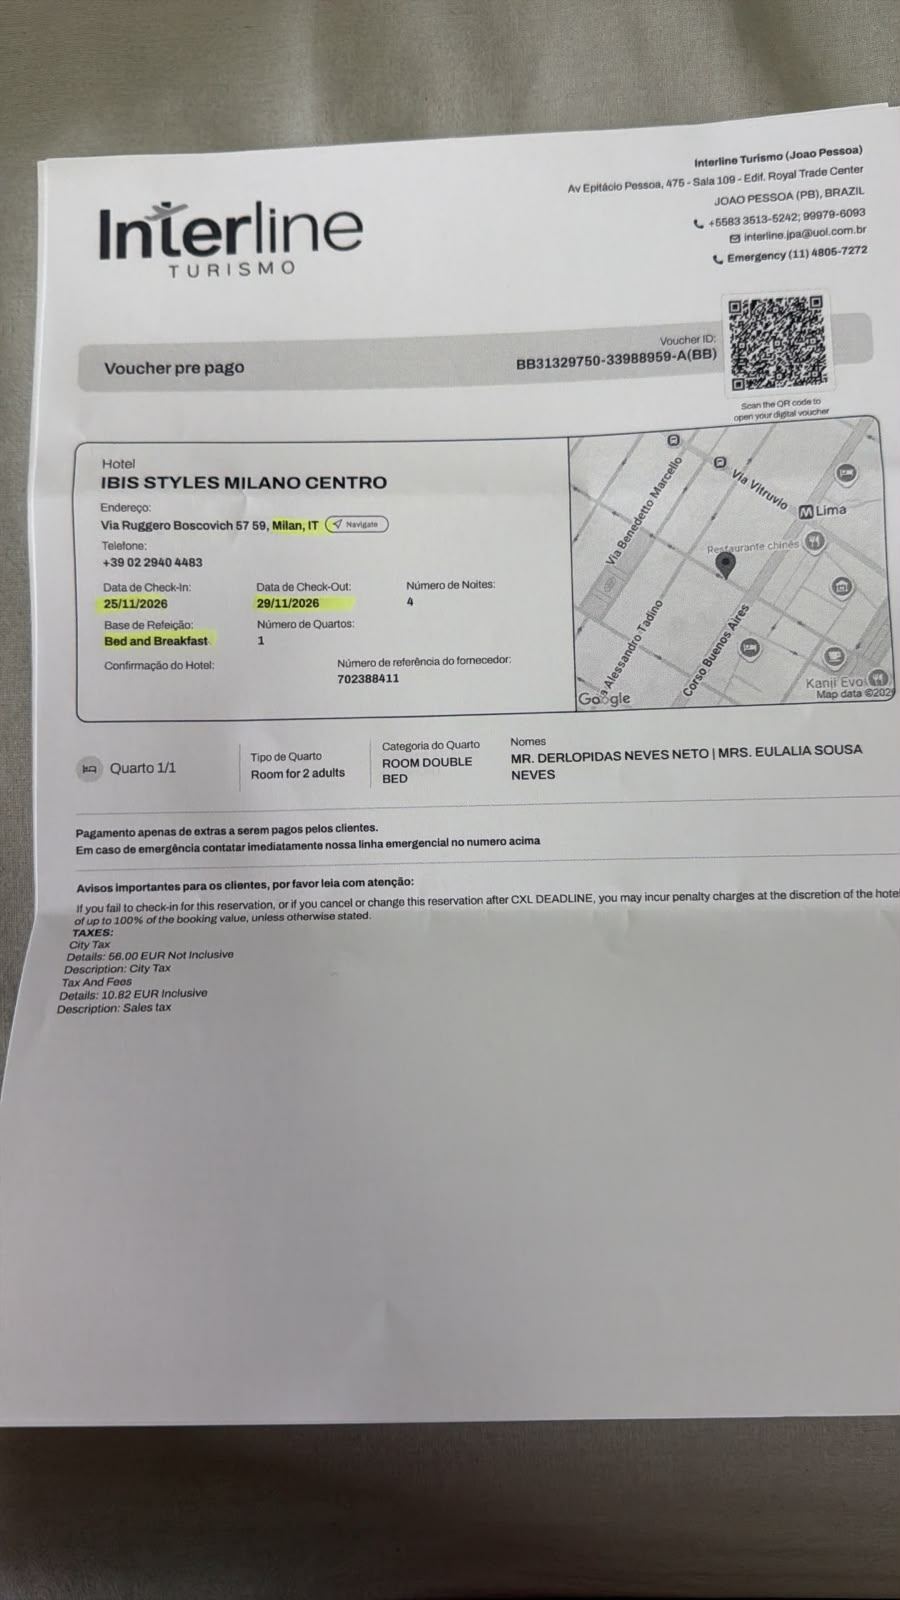 Interline
TURISMO
Interline Turismo (Joao Pessoa)
Av Epitácio Pessoa, 475 - Sala 109 - Edif. Royal Trade Center
JOAO PESSOA (PB), BRAZIL
+5583 3513-5242; 99979-6093
interline.jpa@uol.com.br
Emergency (11) 4805-7272
Voucher pre pago
Voucher ID:
BB31329750-33988959-A(BB)
Scan the QR code to
open your digital voucher
Hotel
IBIS STYLES MILANO CENTRO
Endereço:
Via Ruggero Boscovich 57 59, Milan, IT Navigate
Telefone:
+39 02 2940 4483
Data de Check-In: Data de Check-Out: Número de Noites:
25/11/2026 29/11/2026 4
Base de Refeição: Número de Quartos:
Bed and Breakfast 1
Confirmação do Hotel: Número de referência do fornecedor:
702388411
Via Benedetto Marcello
Via Vitruvio
M Lima
Restaurante chinês
Alessandro Tadino
Corso Buenos Aires
Kanji Evo
Google
Map data ©202
Quarto 1/1
Tipo de Quarto
Room for 2 adults
Categoria do Quarto
ROOM DOUBLE
BED
Nomes
MR. DERLOPIDAS NEVES NETO | MRS. EULALIA SOUSA
NEVES
Pagamento apenas de extras a serem pagos pelos clientes.
Em caso de emergência contatar imediatamente nossa linha emergencial no numero acima
Avisos importantes para os clientes, por favor leia com atenção:
If you fail to check-in for this reservation, or if you cancel or change this reservation after CXL DEADLINE, you may incur penalty charges at the discretion of the hotel
of up to 100% of the booking value, unless otherwise stated.
TAXES:
City Tax
Details: 56.00 EUR Not Inclusive
Description: City Tax
Tax And Fees
Details: 10.82 EUR Inclusive
Description: Sales tax